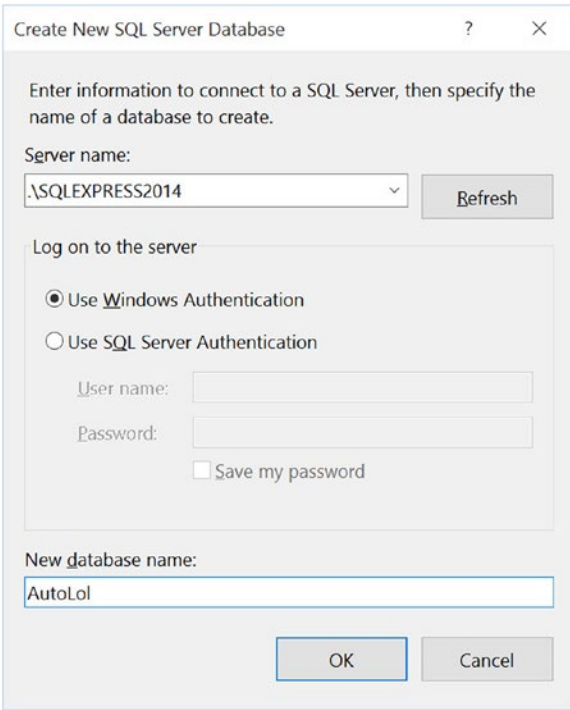 Create New SQL Server Database
Enter information to connect to a SQL Server, then specify the
name of a database to create.
Server name:
.\SQLEXPRESS2014
Refresh
Log on to the server
Use Windows Authentication
Use SQL Server Authentication
User name:
Password:
Save my password
New database name:
AutoLol
OK
Cancel